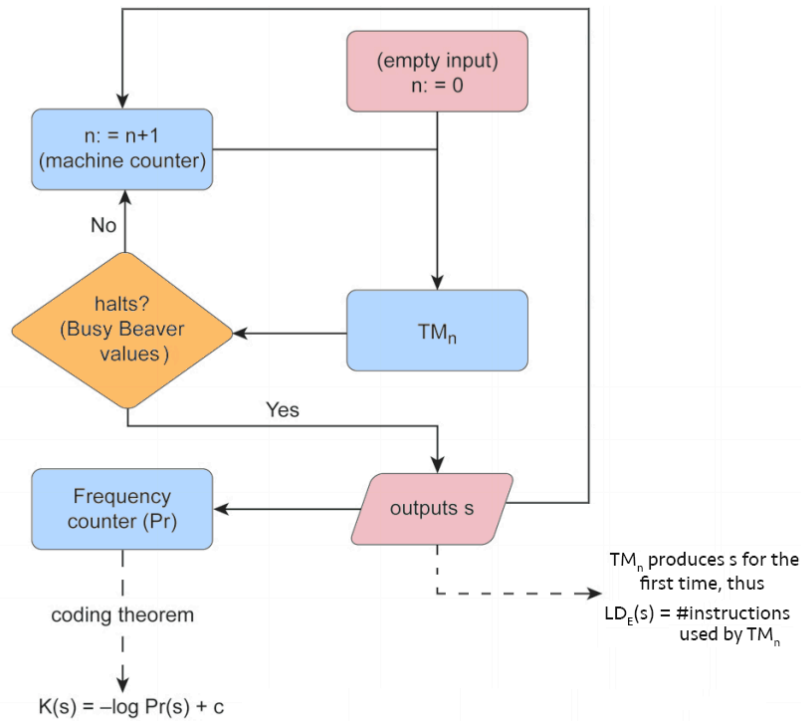 (empty input)
n: = 0
n: = n+1
(machine counter)
No
halts?
(Busy Beaver
values)
TMn
Yes
Frequency
counter (Pr)
outputs s
TMn produces s for the
first time, thus
LDE(s) = #instructions
used by TMn
coding theorem
K(s) = –log Pr(s) + c